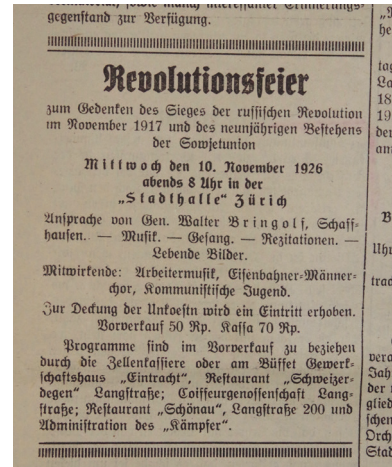 gegenstand zur Verfügung.
Revolutionsfeier
zum Gedenken des Sieges der russischen Revolution
im November 1917 und des neunjährigen Bestehens
der Sowjetunion
Mittwoch den 10. November 1926
abends 8 Uhr in der
„Stadthalle“ Zürich
Ansprache von Gen. Walter Bringolf, Schaff-
hausen. — Musik. — Gesang. — Rezitationen. —
Lebende Bilder.
Mitwirkende: Arbeitermusik, Eisenbahner-Männer-
chor, Kommunistische Jugend.
Zur Deckung der Unkoestn wird ein Eintritt erhoben.
Vorverkauf 50 Rp. Kassa 70 Rp.
Programme sind im Vorverkauf zu beziehen
durch die Zellenkassiere oder am Büffet Gewerk-
schaftshaus „Eintracht“, Restaurant „Schweizer-
degen“ Langstraße; Coiffeurgenossenschaft Lang-
straße; Restaurant „Schönau“, Langstraße 200 und
Administration des „Kämpfer“.